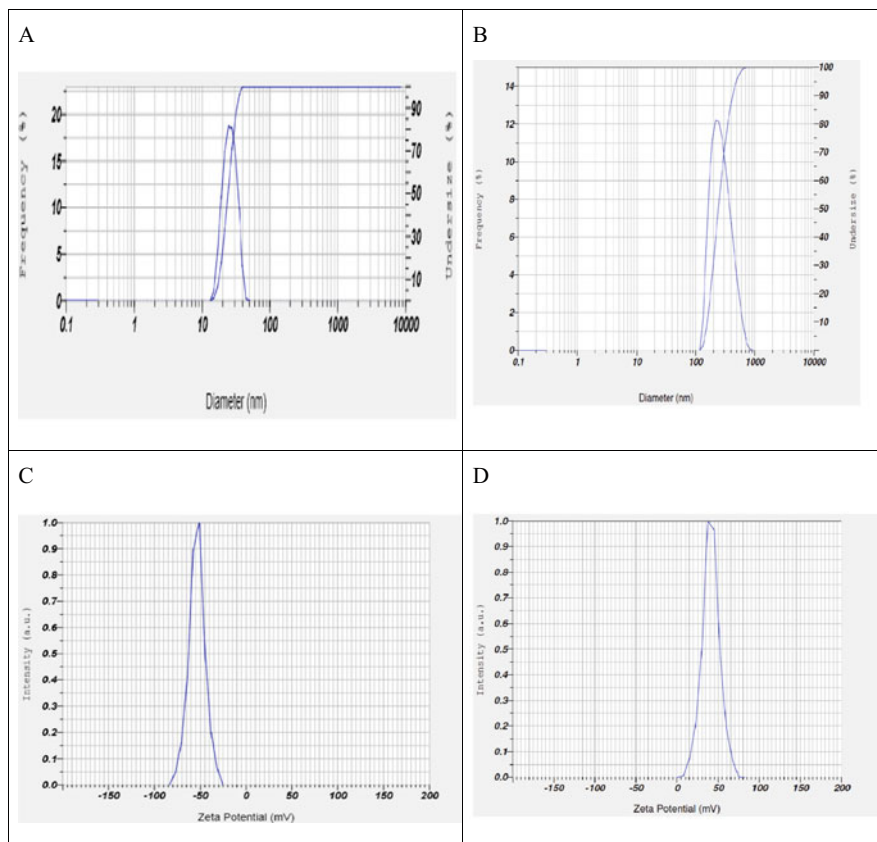 A
Frequency (%)
20
15
10
5
0
90
70
50
30
10
Undersize (%)
0.1 1 10 100 1000 10000
Diameter (nm)
B
Frequency (%)
14
12
10
8
6
4
2
0
100
90
80
70
60
50
40
30
20
10
Undersize (%)
0.1 1 10 100 1000 10000
Diameter (nm)
C
Intensity (a.u.)
1.0
0.9
0.8
0.7
0.6
0.5
0.4
0.3
0.2
0.1
0.0
-150 -100 -50 0 50 100 150 200
Zeta Potential (mV)
D
Intensity (a.u.)
1.0
0.9
0.8
0.7
0.6
0.5
0.4
0.3
0.2
0.1
0.0
-150 -100 -50 0 50 100 150 200
Zeta Potential (mV)